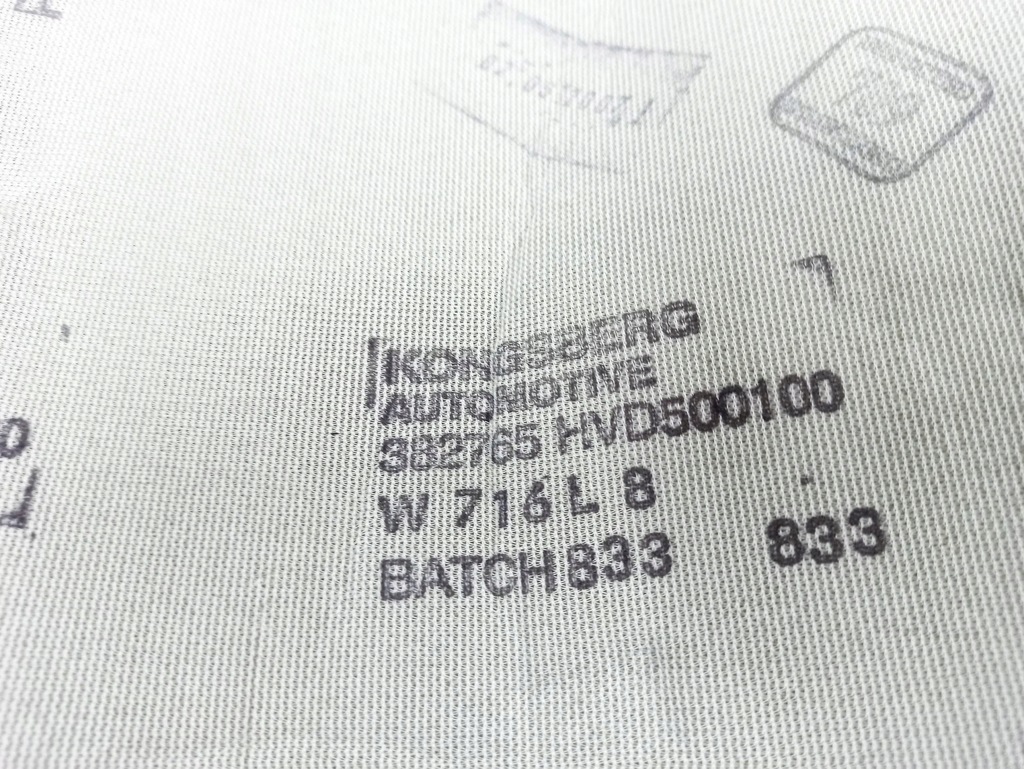 KONGSBERG
AUTOMOTIVE
382765 HVD500100
W 716 L 8
BATCH 833 833